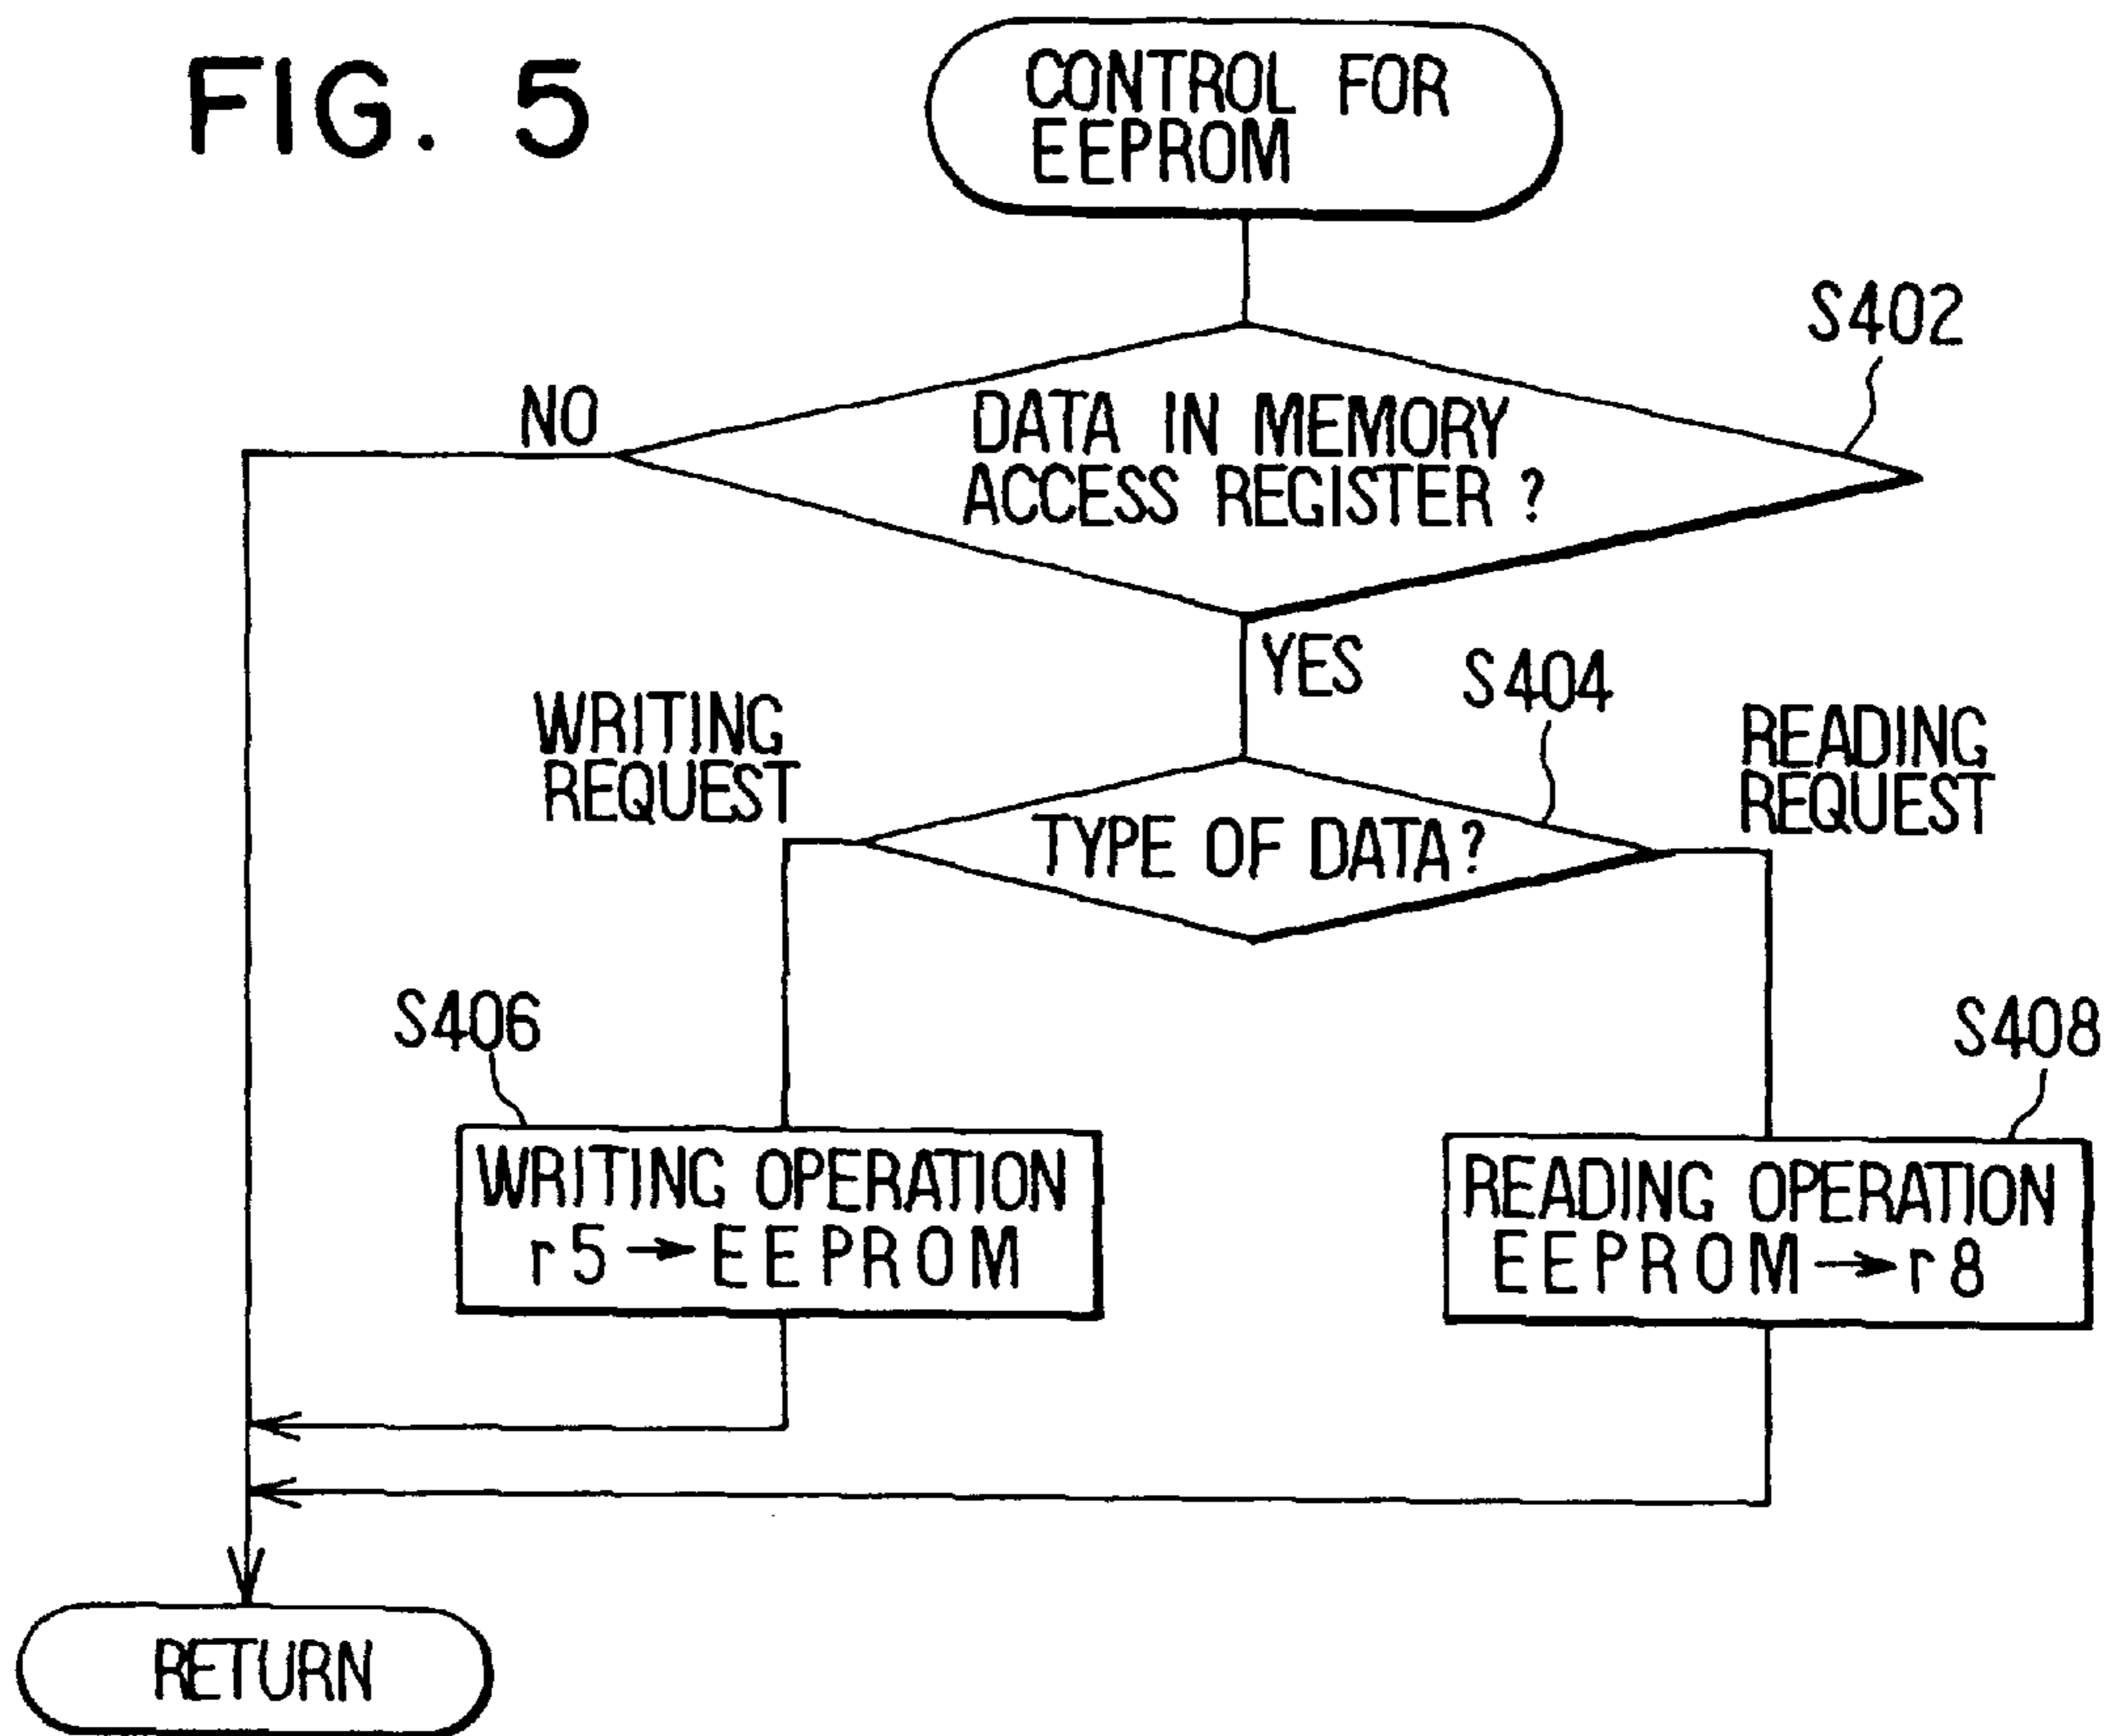 FIG. 5
CONTROL FOR
EEPROM
S402
NO
DATA IN MEMORY
ACCESS REGISTER ?
YES
S404
WRITING
REQUEST
READING
REQUEST
TYPE OF DATA?
S406
S408
WRITING OPERATION
r5→EEPROM
READING OPERATION
EEPROM→r8
RETURN